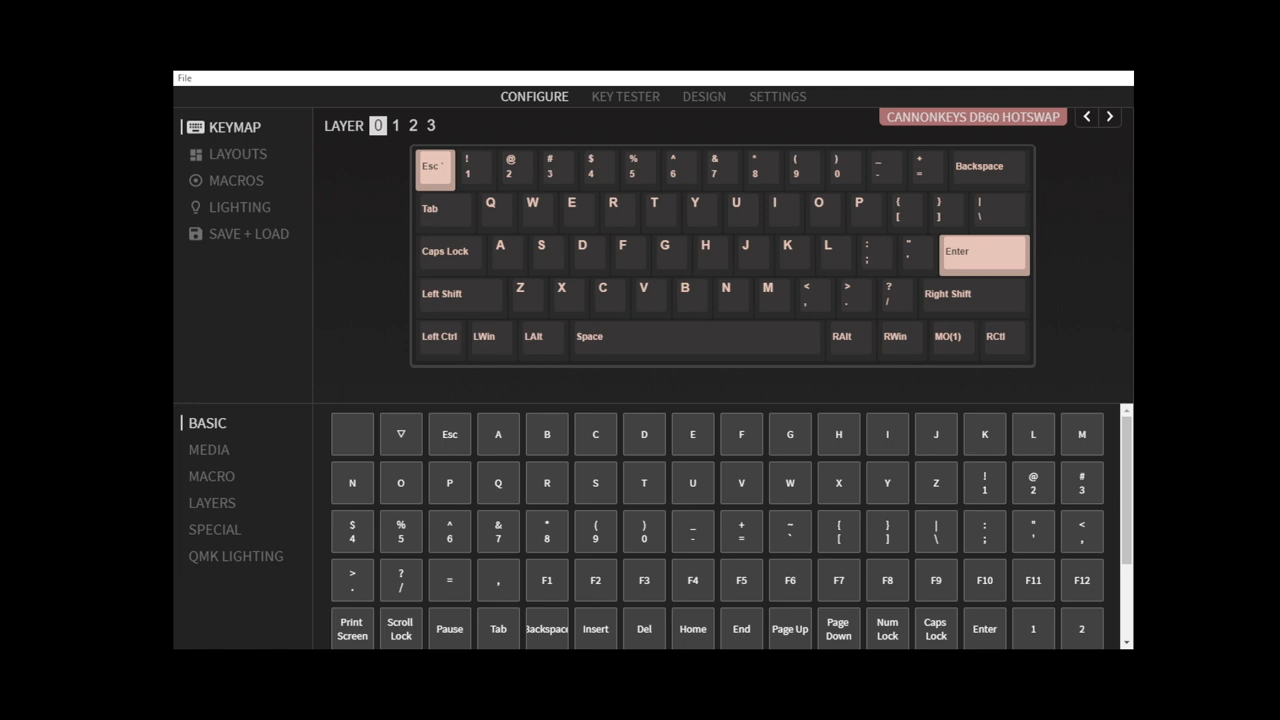 File
CONFIGURE KEY TESTER DESIGN SETTINGS
KEYMAP
LAYOUTS
MACROS
LIGHTING
SAVE + LOAD
LAYER 0 1 2 3
CANNONKEYS DB60 HOTSWAP
Esc ` ! @ # $ % ^ & * ( ) _ + Backspace
1 2 3 4 5 6 7 8 9 0 - =
Tab Q W E R T Y U I O P { } |
[ ] \
Caps Lock A S D F G H J K L : " Enter
; '
Left Shift Z X C V B N M < > ? Right Shift
, . /
Left Ctrl LWin LAlt Space RAlt RWin MO(1) RCtl
BASIC
MEDIA
MACRO
LAYERS
SPECIAL
QMK LIGHTING
▽ Esc A B C D E F G H I J K L M
N O P Q R S T U V W X Y Z ! @ #
1 2 3
$ % ^ & * ( ) _ + ~ { } | : " <
4 5 6 7 8 9 0 - = ` [ ] \ ; ' ,
> ? = , F1 F2 F3 F4 F5 F6 F7 F8 F9 F10 F11 F12
. /
Print Scroll Pause Tab Backspace Insert Del Home End Page Up Page Num Caps Enter 1 2
Screen Lock Down Lock Lock